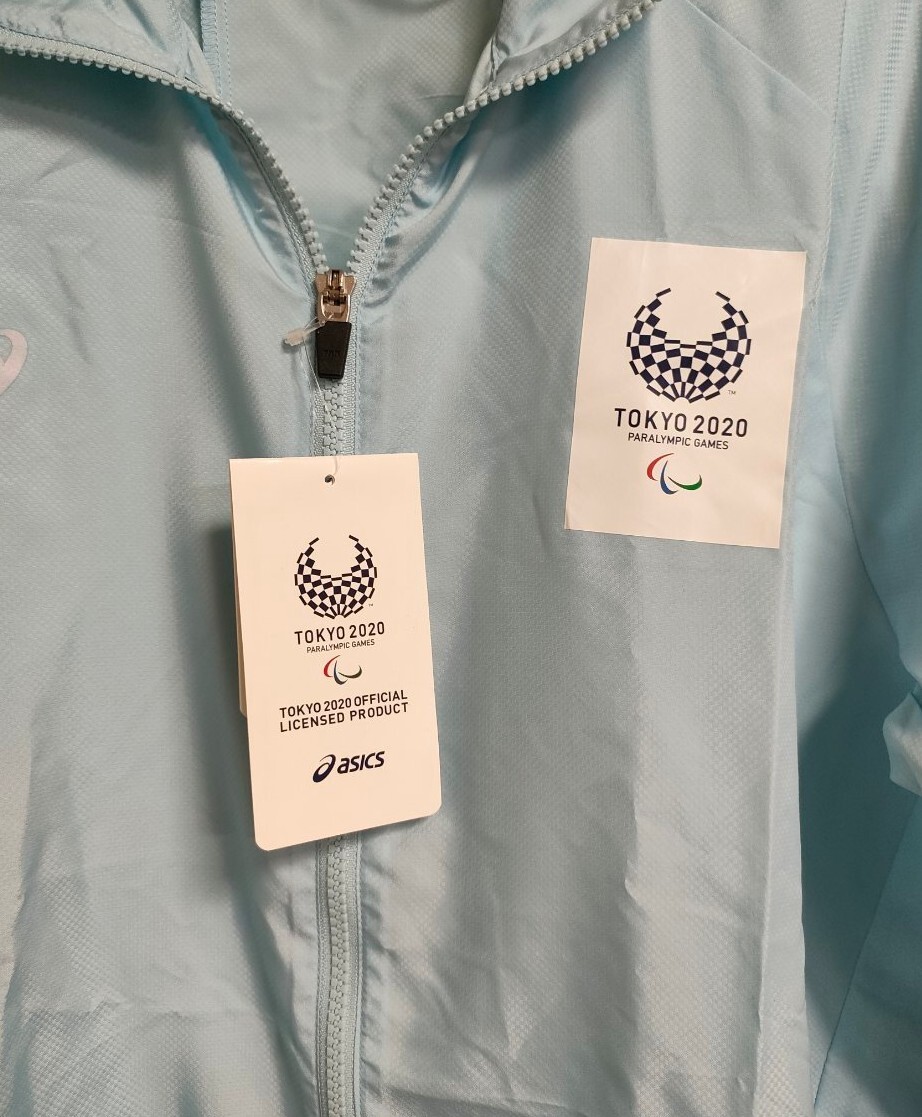 TOKYO 2020
PARALYMPIC GAMES
TOKYO 2020
PARALYMPIC GAMES
TOKYO 2020 OFFICIAL
LICENSED PRODUCT
asics